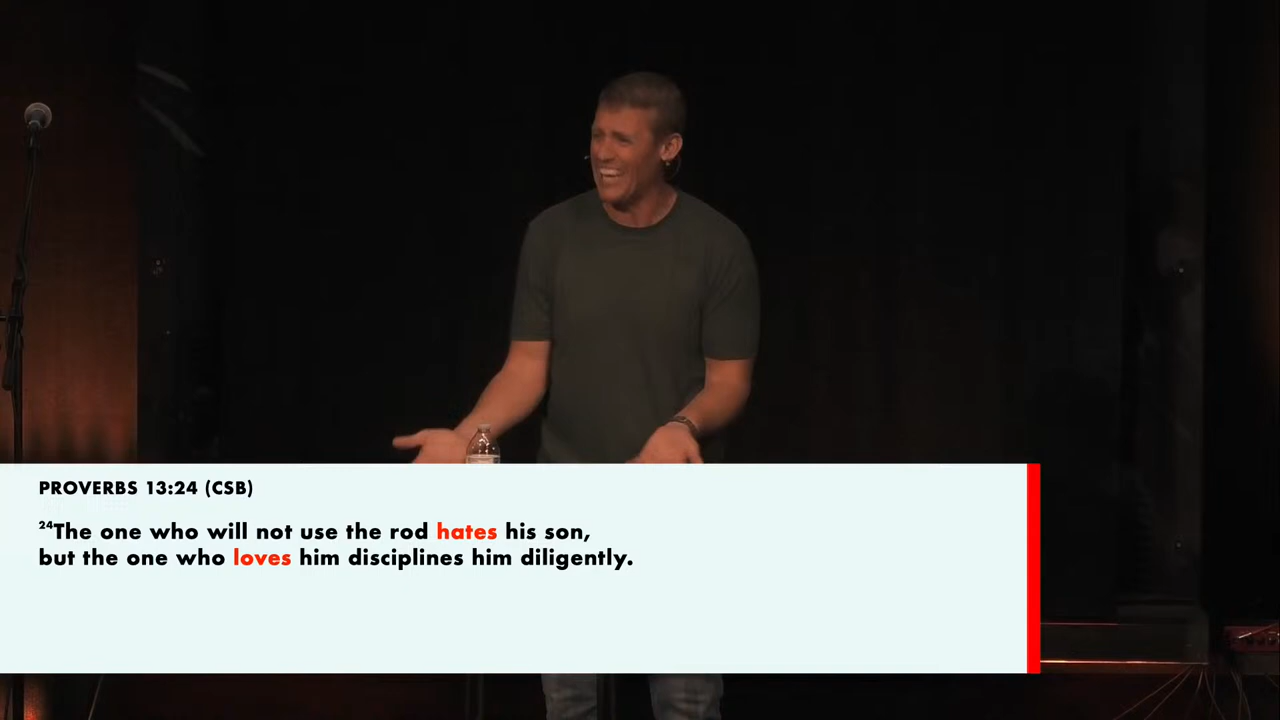 PROVERBS 13:24 (CSB)
24The one who will not use the rod hates his son,
but the one who loves him disciplines him diligently.